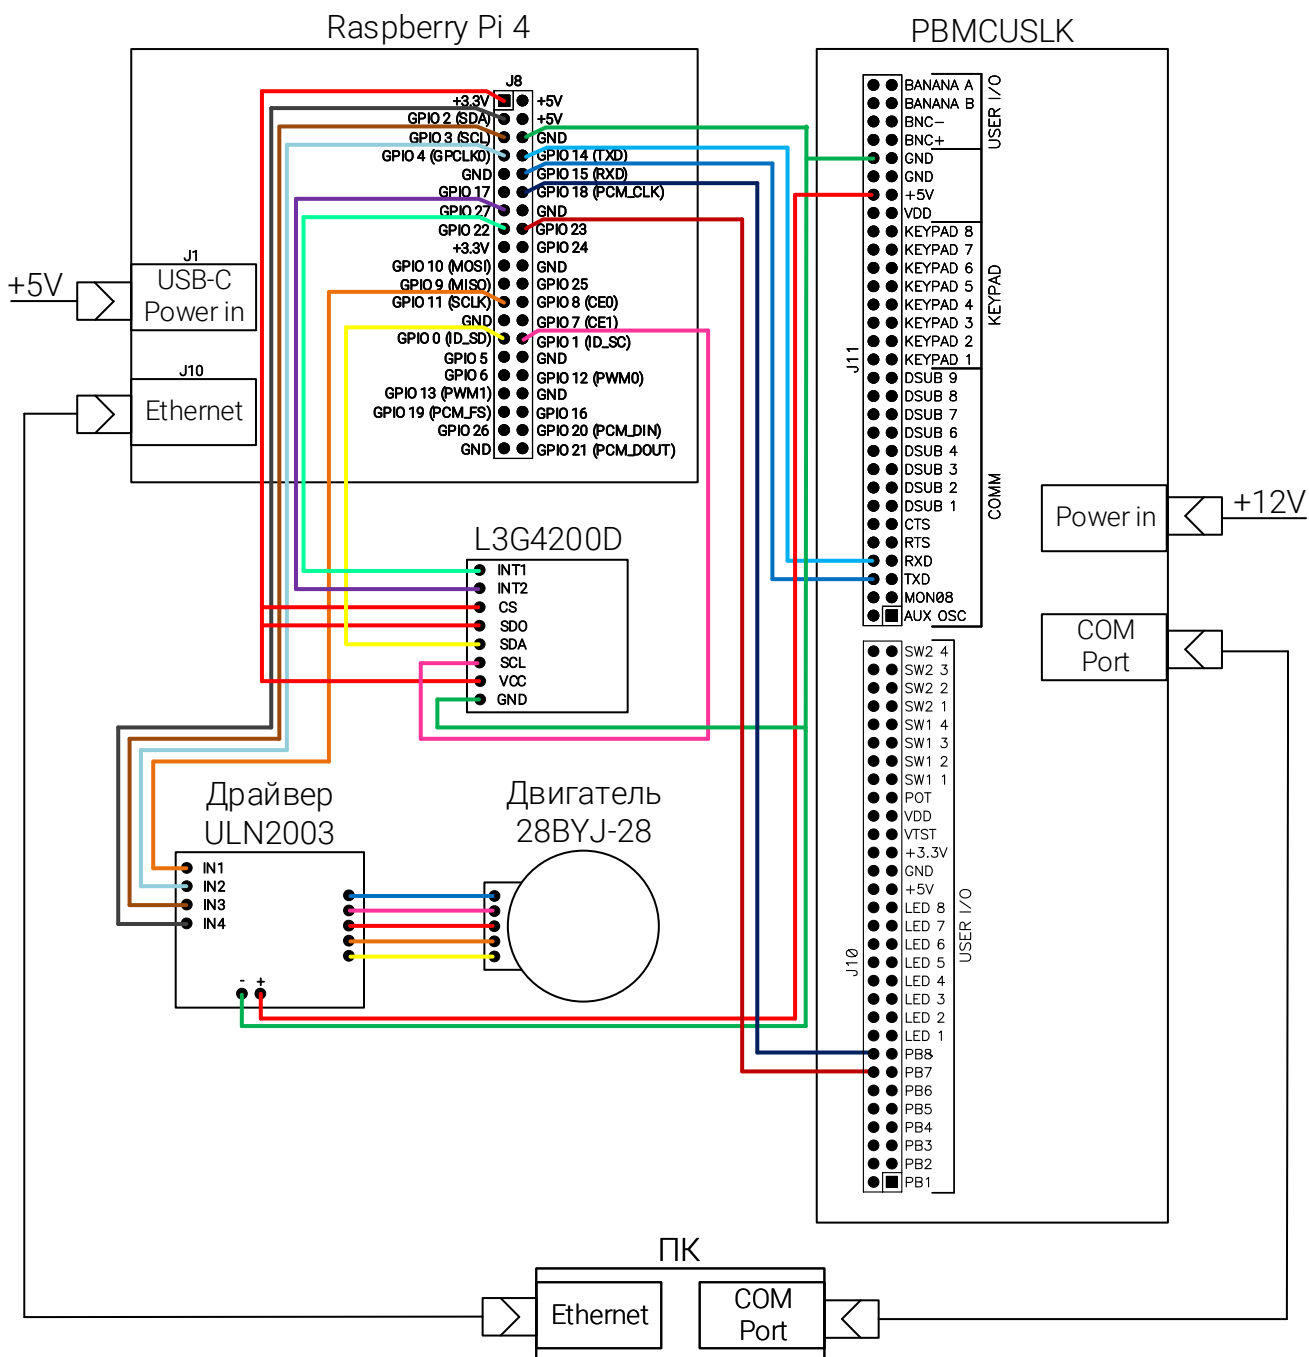 Raspberry Pi 4
J8
+3.3V
+5V
GPIO 2 (SDA)
+5V
GPIO 3 (SCL)
GND
GPIO 4 (GPCLK0)
GPIO 14 (TXD)
GND
GPIO 15 (RXD)
GPIO 17
GPIO 18 (PCM_CLK)
GPIO 27
GND
GPIO 22
GPIO 23
+3.3V
GPIO 24
GPIO 10 (MOSI)
GND
GPIO 9 (MISO)
GPIO 25
GPIO 11 (SCLK)
GPIO 8 (CE0)
GND
GPIO 7 (CE1)
GPIO 0 (ID_SD)
GPIO 1 (ID_SC)
GPIO 5
GND
GPIO 6
GPIO 12 (PWM0)
GPIO 13 (PWM1)
GND
GPIO 19 (PCM_FS)
GPIO 16
GPIO 26
GPIO 20 (PCM_DIN)
GND
GPIO 21 (PCM_DOUT)
+5V
J1
USB-C
Power in
J10
Ethernet
PBMCUSLK
J11
BANANA A
BANANA B
BNC-
BNC+
GND
GND
+5V
VDD
KEYPAD 8
KEYPAD 7
KEYPAD 6
KEYPAD 5
KEYPAD 4
KEYPAD 3
KEYPAD 2
KEYPAD 1
DSUB 9
DSUB 8
DSUB 7
DSUB 6
DSUB 4
DSUB 3
DSUB 2
DSUB 1
CTS
RTS
RXD
TXD
MON08
AUX OSC
USER I/O
KEYPAD
COMM
Power in
+12V
COM
Port
J10
SW2 4
SW2 3
SW2 2
SW2 1
SW1 4
SW1 3
SW1 2
SW1 1
POT
VDD
VTST
+3.3V
GND
+5V
LED 8
LED 7
LED 6
LED 5
LED 4
LED 3
LED 2
LED 1
PB8
PB7
PB6
PB5
PB4
PB3
PB2
PB1
USER I/O
L3G4200D
INT1
INT2
CS
SDO
SDA
SCL
VCC
GND
Драйвер
ULN2003
IN1
IN2
IN3
IN4
- +
Двигатель
28BYJ-28
ПК
Ethernet
COM
Port